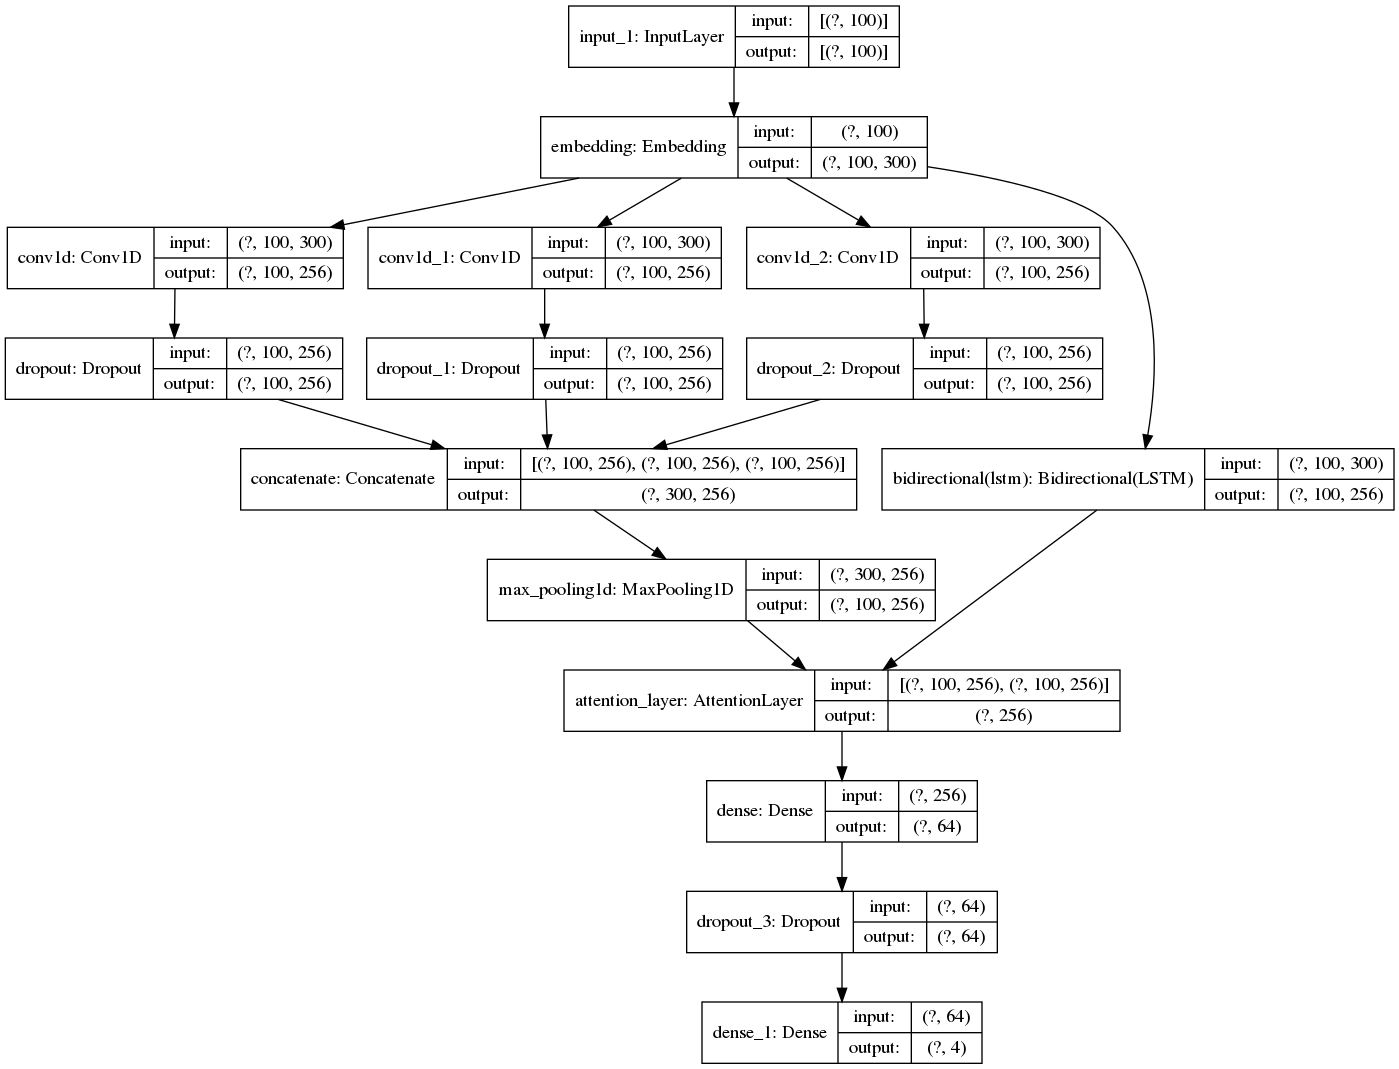 input_1: InputLayer
input: [(?, 100)]
output: [(?, 100)]
embedding: Embedding
input: (?, 100)
output: (?, 100, 300)
conv1d: Conv1D
input: (?, 100, 300)
output: (?, 100, 256)
conv1d_1: Conv1D
input: (?, 100, 300)
output: (?, 100, 256)
conv1d_2: Conv1D
input: (?, 100, 300)
output: (?, 100, 256)
dropout: Dropout
input: (?, 100, 256)
output: (?, 100, 256)
dropout_1: Dropout
input: (?, 100, 256)
output: (?, 100, 256)
dropout_2: Dropout
input: (?, 100, 256)
output: (?, 100, 256)
concatenate: Concatenate
input: [(?, 100, 256), (?, 100, 256), (?, 100, 256)]
output: (?, 300, 256)
bidirectional(lstm): Bidirectional(LSTM)
input: (?, 100, 300)
output: (?, 100, 256)
max_pooling1d: MaxPooling1D
input: (?, 300, 256)
output: (?, 100, 256)
attention_layer: AttentionLayer
input: [(?, 100, 256), (?, 100, 256)]
output: (?, 256)
dense: Dense
input: (?, 256)
output: (?, 64)
dropout_3: Dropout
input: (?, 64)
output: (?, 64)
dense_1: Dense
input: (?, 64)
output: (?, 4)